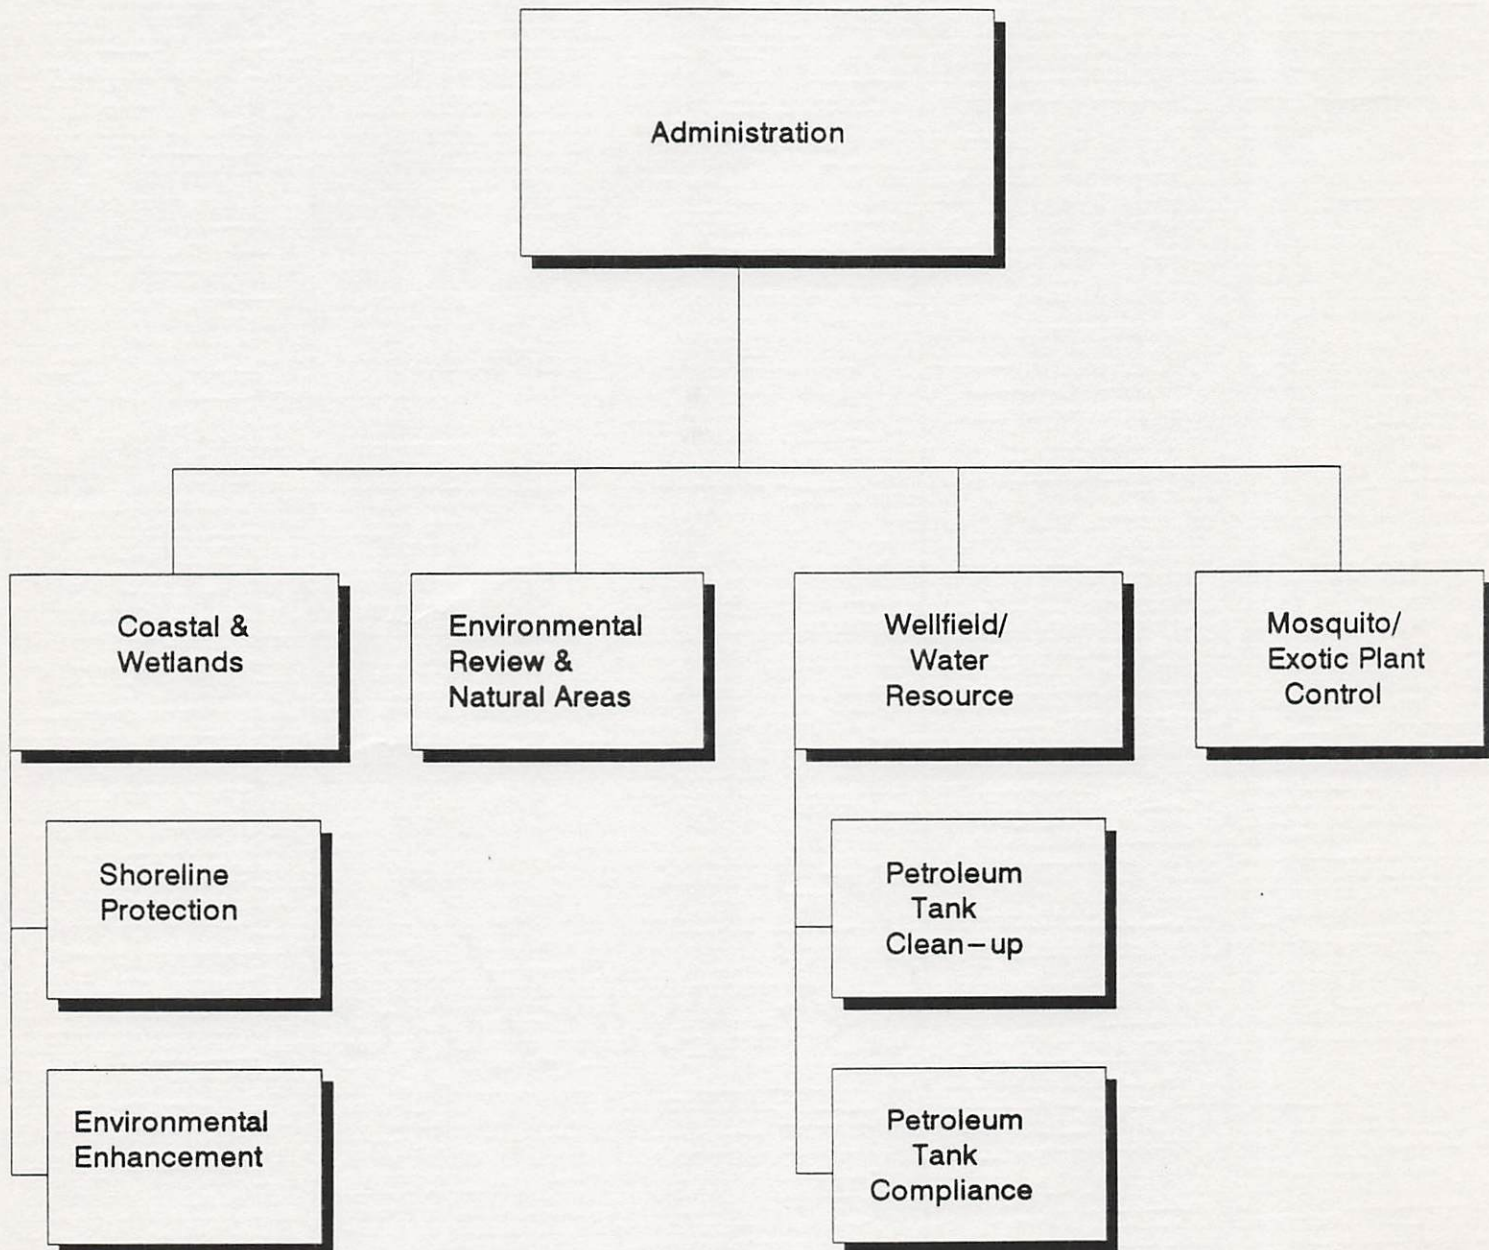 Administration
Coastal &
Wetlands
Environmental
Review &
Natural Areas
Wellfield/
Water
Resource
Mosquito/
Exotic Plant
Control
Shoreline
Protection
Petroleum
Tank
Clean-up
Environmental
Enhancement
Petroleum
Tank
Compliance